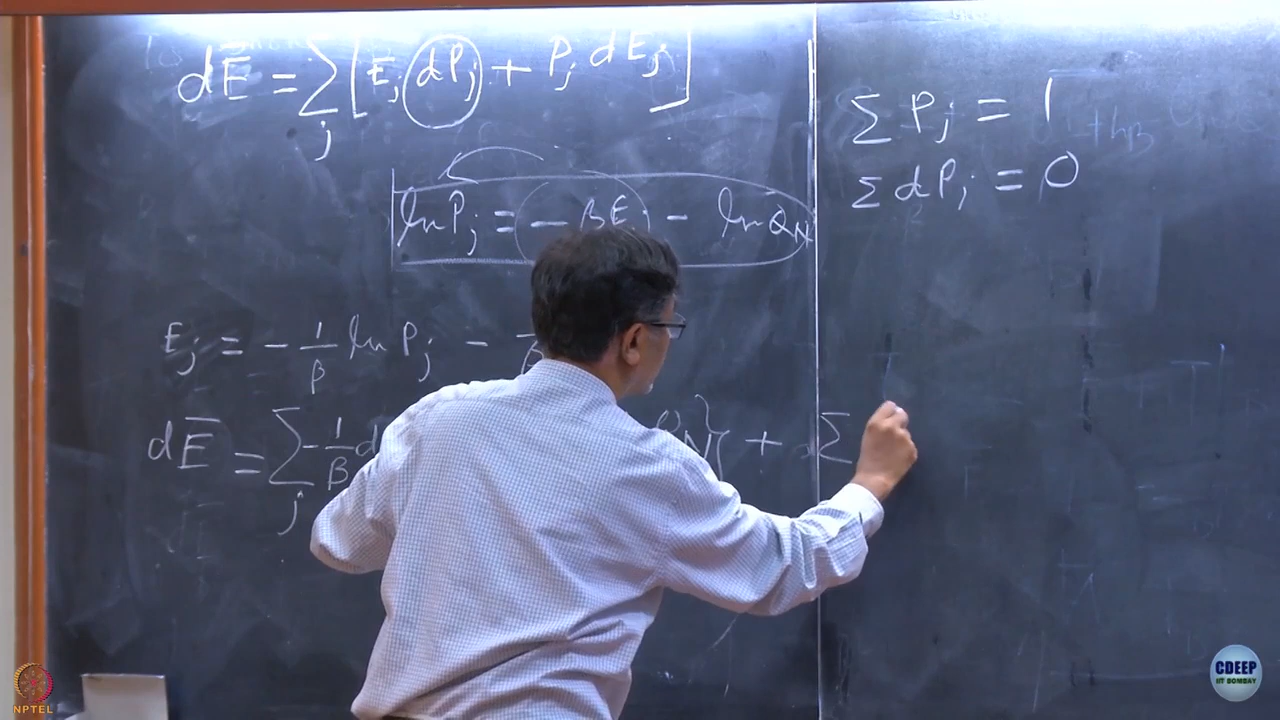 dE̅ = Σ_j [E_j dP_j + P_j dE_j]
Σ P_j = 1
Σ dP_j = 0
ln P_j = - βE_j - ln Q_N
E_j = - 1/β ln P_j -
dE̅ = Σ_j - 1/β d + Σ
NPTEL
CDEEP
IIT BOMBAY